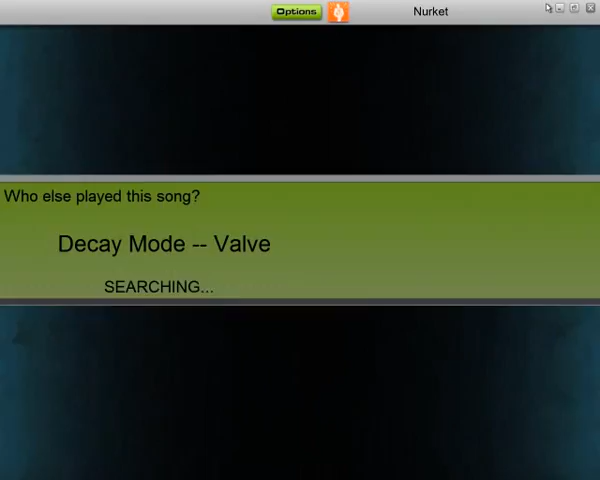 Options
Nurket
Who else played this song?
Decay Mode -- Valve
SEARCHING...